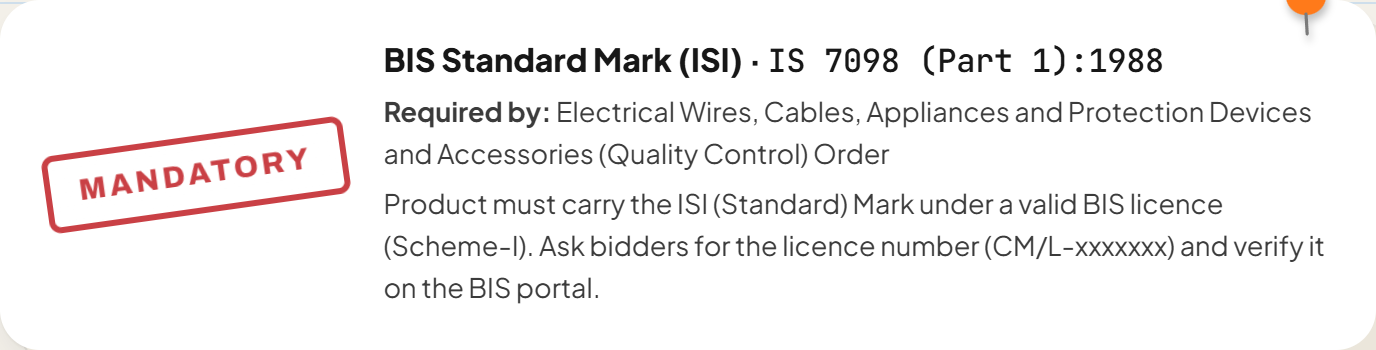 BIS Standard Mark (ISI) · IS 7098 (Part 1):1988
Required by: Electrical Wires, Cables, Appliances and Protection Devices
and Accessories (Quality Control) Order
MANDATORY
Product must carry the ISI (Standard) Mark under a valid BIS licence
(Scheme-I). Ask bidders for the licence number (CM/L-xxxxxxx) and verify it
on the BIS portal.